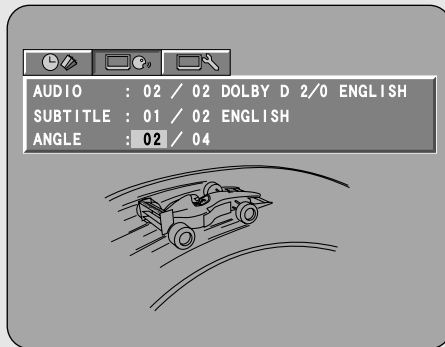 AUDIO : 02 / 02 DOLBY D 2/0 ENGLISH
SUBTITLE : 01 / 02 ENGLISH
ANGLE : 02 / 04